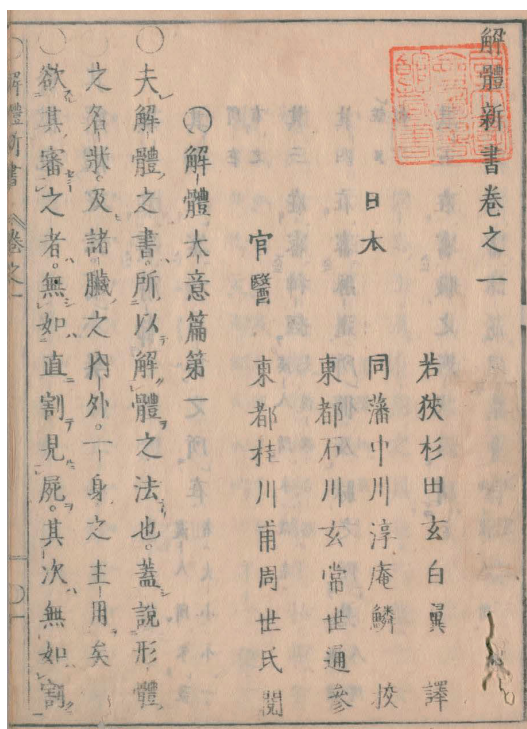 解體新書卷之一
若狹杉田玄白翼 譯
日本 同藩中川淳庵鱗 挍
東都石川玄常世通參
官醫 東都桂川甫周世民閲
〇解體大意篇第一
夫解體之書所以解體之法也。蓋說形體
之名狀。及諸臟之內外。一身之主用矣
欲其審之者。無如直割見屍。其次無如割
解體新書 卷之一